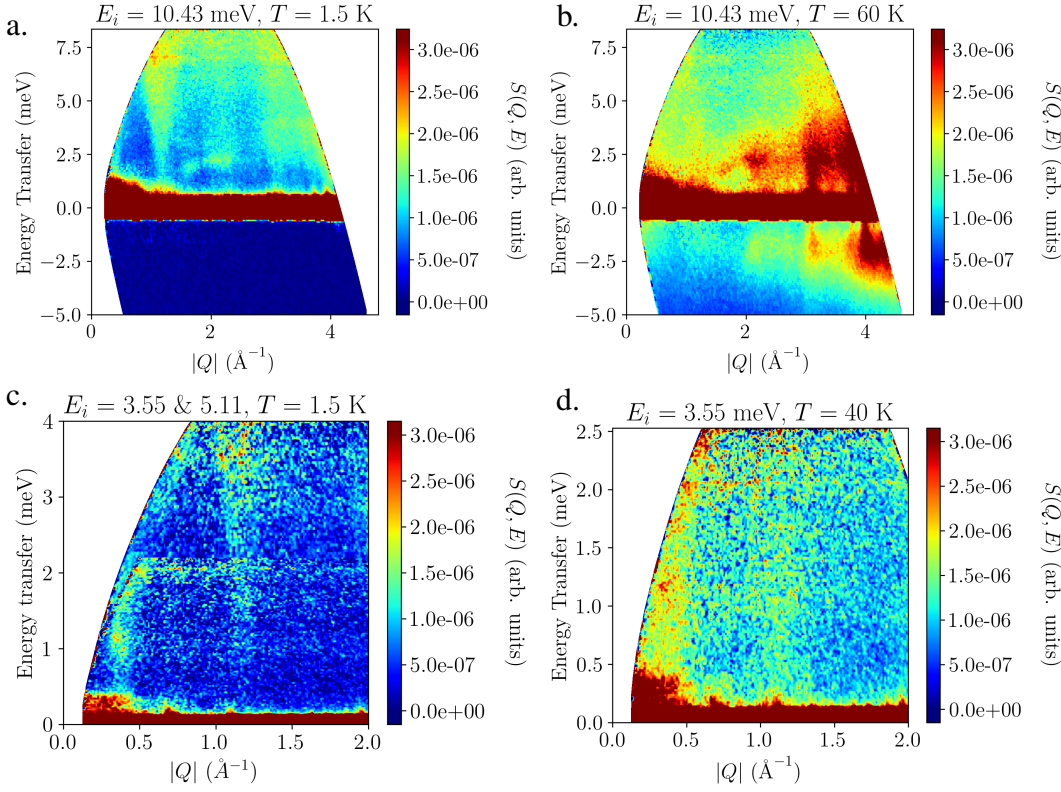 a.
E_i = 10.43 meV, T = 1.5 K
7.5
5.0
2.5
0.0
−2.5
−5.0
Energy Transfer (meV)
0
2
4
|Q| (Å⁻¹)
3.0e-06
2.5e-06
2.0e-06
1.5e-06
1.0e-06
5.0e-07
0.0e+00
S(Q, E) (arb. units)
b.
E_i = 10.43 meV, T = 60 K
7.5
5.0
2.5
0.0
−2.5
−5.0
Energy Transfer (meV)
0
2
4
|Q| (Å⁻¹)
3.0e-06
2.5e-06
2.0e-06
1.5e-06
1.0e-06
5.0e-07
0.0e+00
S(Q, E) (arb. units)
c.
E_i = 3.55 & 5.11, T = 1.5 K
4
3
2
1
0
Energy transfer (meV)
0.0
0.5
1.0
1.5
2.0
|Q| (Å⁻¹)
3.0e-06
2.5e-06
2.0e-06
1.5e-06
1.0e-06
5.0e-07
0.0e+00
S(Q, E) (arb. units)
d.
E_i = 3.55 meV, T = 40 K
2.5
2.0
1.5
1.0
0.5
0.0
Energy Transfer (meV)
0.0
0.5
1.0
1.5
2.0
|Q| (Å⁻¹)
3.0e-06
2.5e-06
2.0e-06
1.5e-06
1.0e-06
5.0e-07
0.0e+00
S(Q, E) (arb. units)